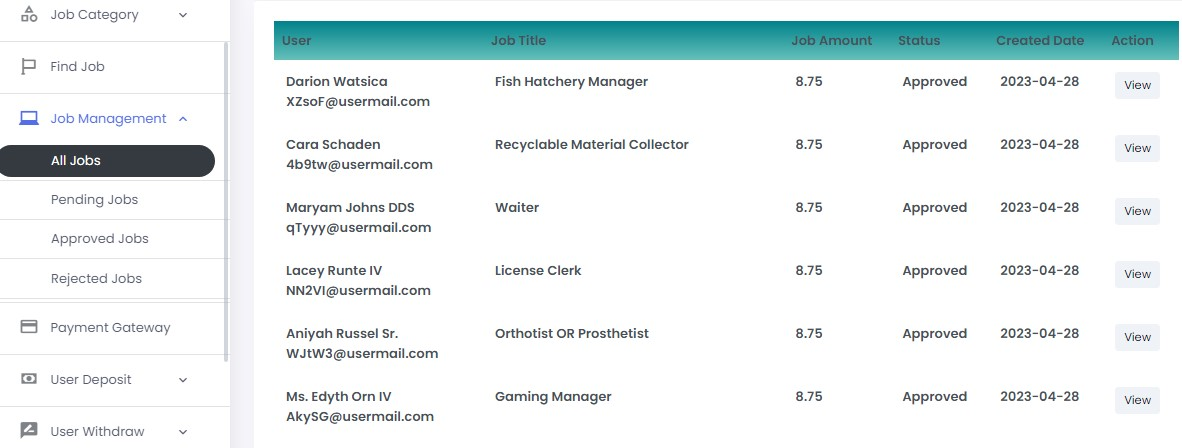 Job Category
Find Job
Job Management
All Jobs
Pending Jobs
Approved Jobs
Rejected Jobs
Payment Gateway
User Deposit
User Withdraw
User Job Title Job Amount Status Created Date Action
Darion Watsica Fish Hatchery Manager 8.75 Approved 2023-04-28 View
XZsoF@usermail.com
Cara Schaden Recyclable Material Collector 8.75 Approved 2023-04-28 View
4b9tw@usermail.com
Maryam Johns DDS Waiter 8.75 Approved 2023-04-28 View
qTyyy@usermail.com
Lacey Runte IV License Clerk 8.75 Approved 2023-04-28 View
NN2VI@usermail.com
Aniyah Russel Sr. Orthotist OR Prosthetist 8.75 Approved 2023-04-28 View
WJtW3@usermail.com
Ms. Edyth Orn IV Gaming Manager 8.75 Approved 2023-04-28 View
AkySG@usermail.com